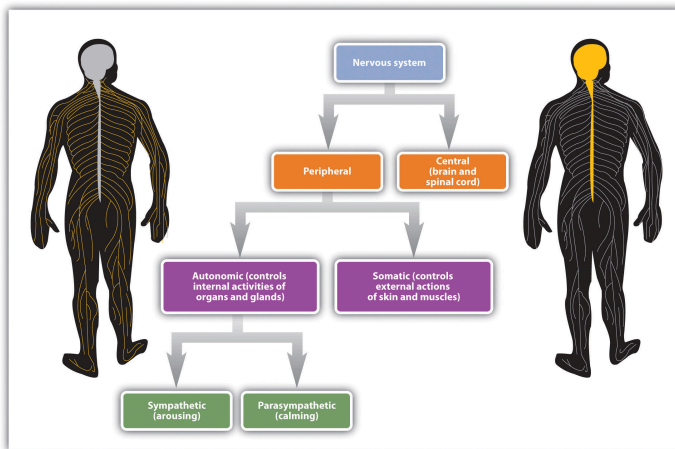 Nervous system
Peripheral
Central
(brain and
spinal cord)
Autonomic (controls
internal activities of
organs and glands)
Somatic (controls
external actions
of skin and muscles)
Sympathetic
(arousing)
Parasympathetic
(calming)